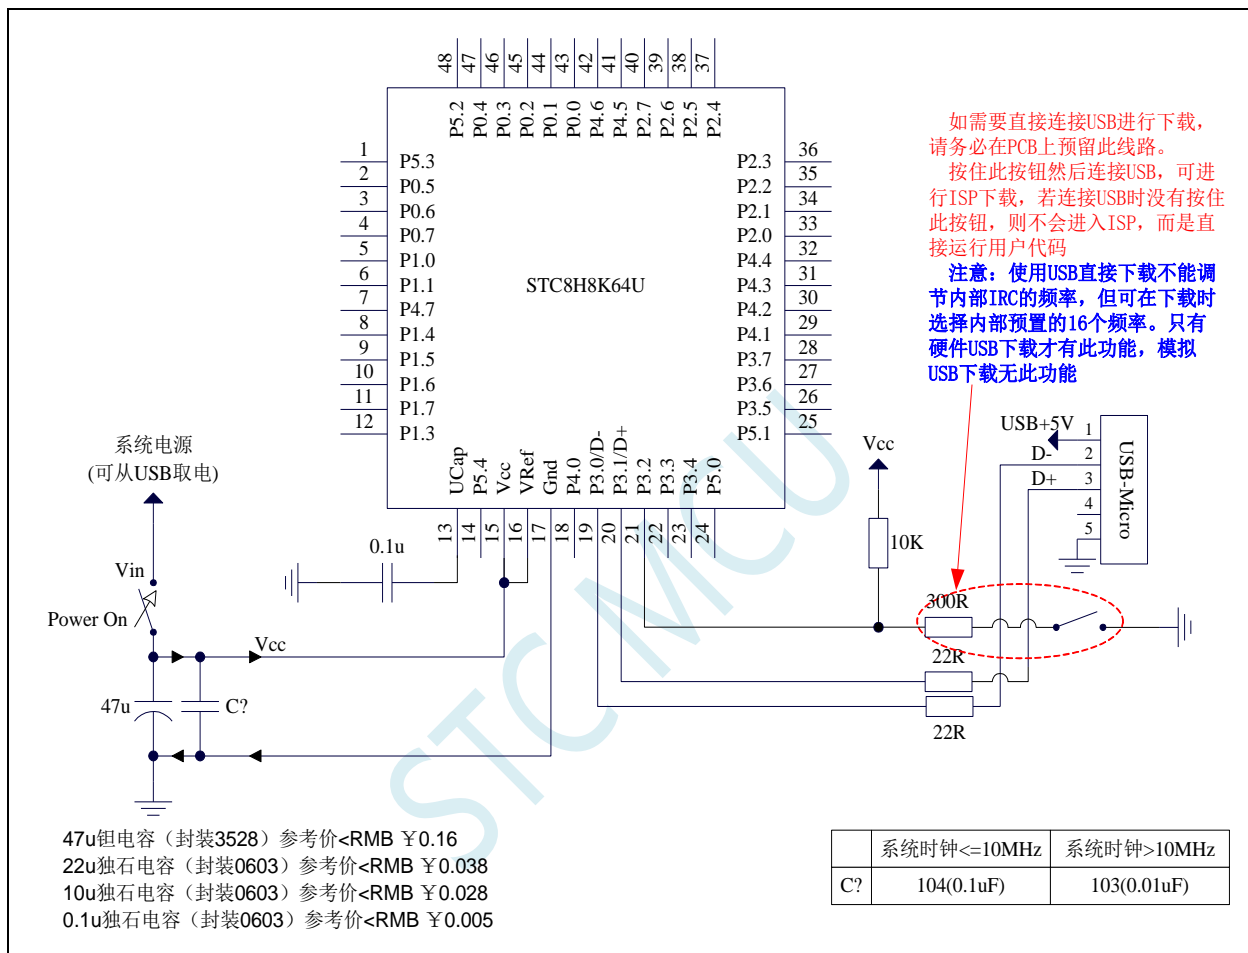 48 47 46 45 44 43 42 41 40 39 38 37
P5.2 P0.4 P0.3 P0.2 P0.1 P0.0 P4.6 P4.5 P2.7 P2.6 P2.5 P2.4
1 P5.3
2 P0.5
3 P0.6
4 P0.7
5 P1.0
6 P1.1
7 P4.7
8 P1.4
9 P1.5
10 P1.6
11 P1.7
12 P1.3
STC8H8K64U
P2.3 36
P2.2 35
P2.1 34
P2.0 33
P4.4 32
P4.3 31
P4.2 30
P4.1 29
P3.7 28
P3.6 27
P3.5 26
P5.1 25
UCap P5.4 Vcc VRef Gnd P4.0 P3.0/D- P3.1/D+ P3.2 P3.3 P3.4 P5.0
13 14 15 16 17 18 19 20 21 22 23 24
如需要直接连接USB进行下载，
请务必在PCB上预留此线路。
按住此按钮然后连接USB，可进
行ISP下载，若连接USB时没有按住
此按钮，则不会进入ISP，而是直
接运行用户代码
注意：使用USB直接下载不能调
节内部IRC的频率，但可在下载时
选择内部预置的16个频率。只有
硬件USB下载才有此功能，模拟
USB下载无此功能
系统电源
(可从USB取电)
Vin
Power On
Vcc
47u
C?
0.1u
Vcc
10K
300R
22R
22R
USB+5V 1
D- 2
D+ 3
4
5
USB-Micro
STC MCU
47u钽电容（封装3528）参考价<RMB ￥0.16
22u独石电容（封装0603）参考价<RMB ￥0.038
10u独石电容（封装0603）参考价<RMB ￥0.028
0.1u独石电容（封装0603）参考价<RMB ￥0.005
系统时钟<=10MHz 系统时钟>10MHz
C? 104(0.1uF) 103(0.01uF)